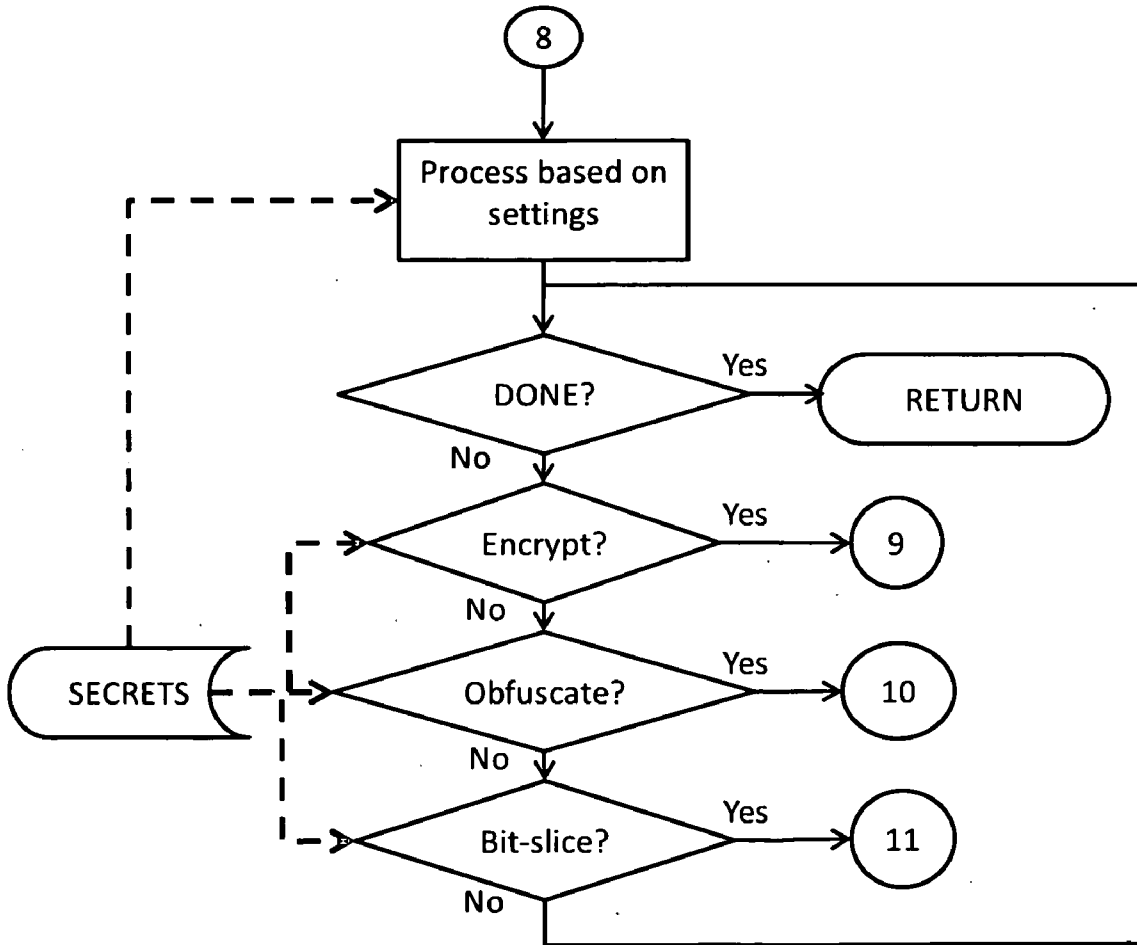 8
Process based on
settings
DONE?
Yes
RETURN
No
Encrypt?
Yes
9
No
SECRETS
Obfuscate?
Yes
10
No
Bit-slice?
Yes
11
No